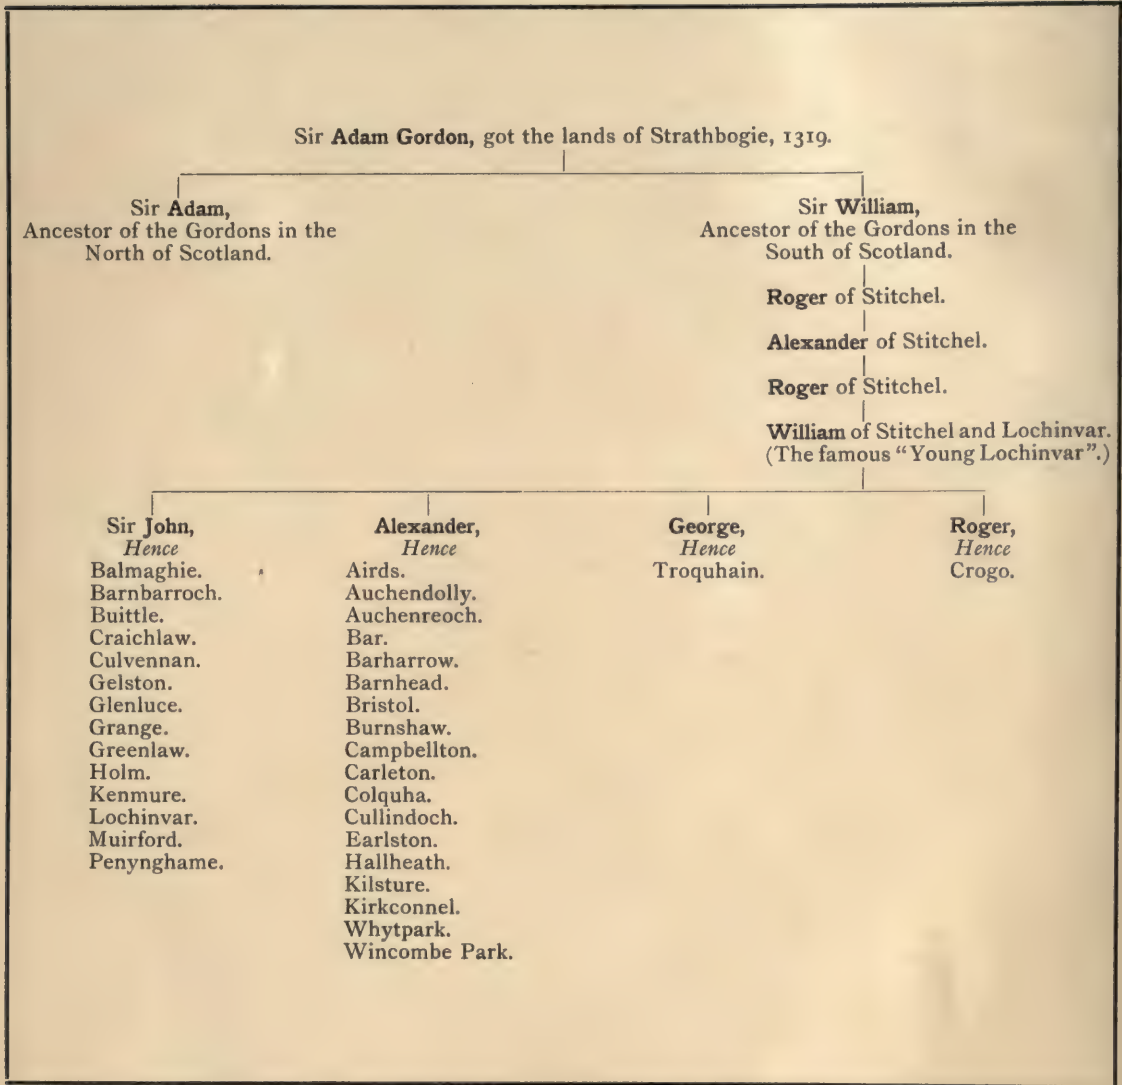 Sir Adam Gordon, got the lands of Strathbogie, 1319.
Sir Adam,
Ancestor of the Gordons in the
North of Scotland.
Sir William,
Ancestor of the Gordons in the
South of Scotland.
Roger of Stitchel.
Alexander of Stitchel.
Roger of Stitchel.
William of Stitchel and Lochinvar.
(The famous "Young Lochinvar".)
Sir John,
Hence
Balmaghie.
Barnbarroch.
Buittle.
Craichlaw.
Culvennan.
Gelston.
Glenluce.
Grange.
Greenlaw.
Holm.
Kenmure.
Lochinvar.
Muirford.
Penynghame.
Alexander,
Hence
Airds.
Auchendolly.
Auchenreoch.
Bar.
Barharrow.
Barnhead.
Bristol.
Burnshaw.
Campbellton.
Carleton.
Colquha.
Cullindoch.
Earlston.
Hallheath.
Kilsture.
Kirkconnel.
Whytpark.
Wincombe Park.
George,
Hence
Troquhain.
Roger,
Hence
Crogo.